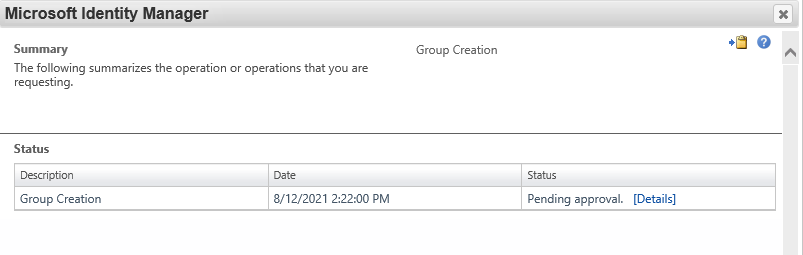 Microsoft Identity Manager
Summary
Group Creation
The following summarizes the operation or operations that you are
requesting.
Status
Description Date Status
Group Creation 8/12/2021 2:22:00 PM Pending approval. [Details]